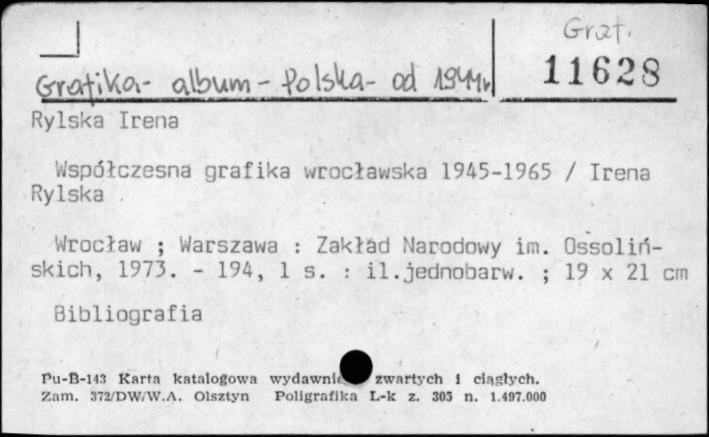 Graf.
11628
Grafika - album - Polska - od 1944r.
Rylska Irena
Współczesna grafika wrocławska 1945-1965 / Irena
Rylska
Wrocław ; Warszawa : Zakład Narodowy im. Ossoliń-
skich, 1973. - 194, 1 s. : il.jednobarw. ; 19 x 21 cm
Bibliografia
Pu-B-143 Karta katalogowa zwartych i ciągłych.
Zam. 372/DW/W.A. Olsztyn Poligrafika L-k z. 305 n. 1.497.000